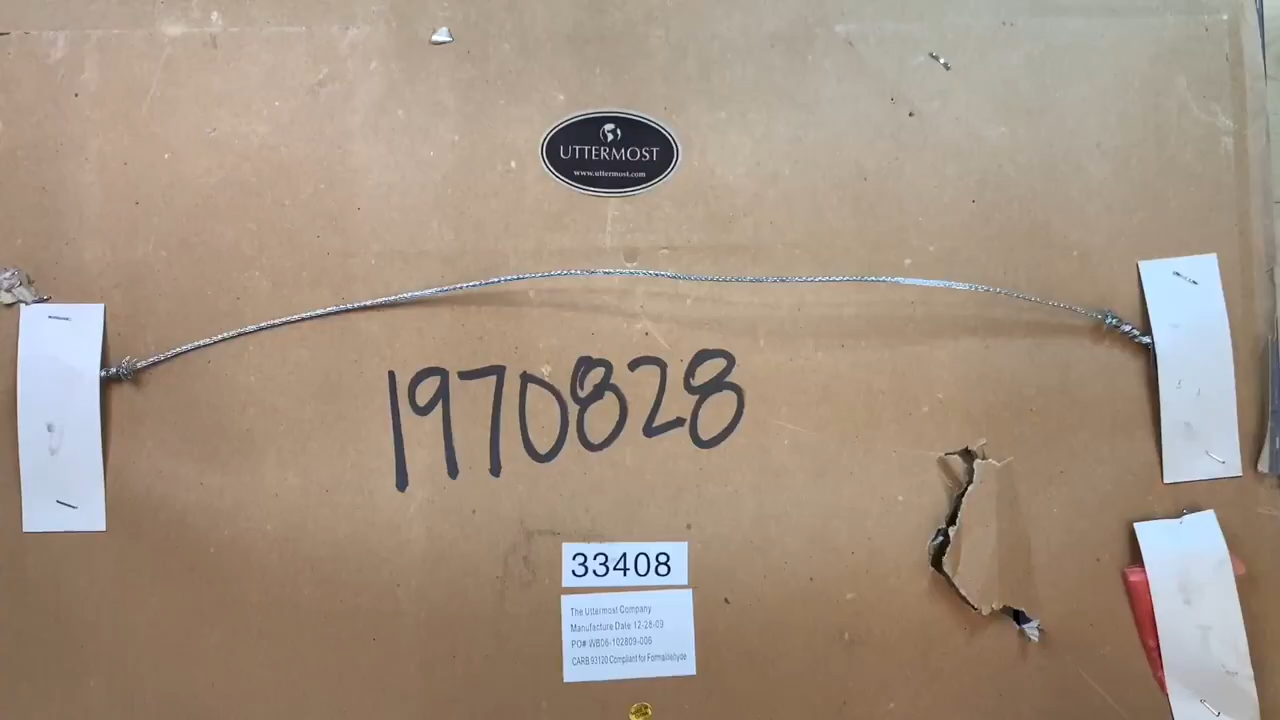 UTTERMOST
www.uttermost.com
1970828
33408
The Uttermost Company
Manufacture Date 12-28-09
PO# WB06-102809-006
CARB 93120 Compliant for Formaldehyde